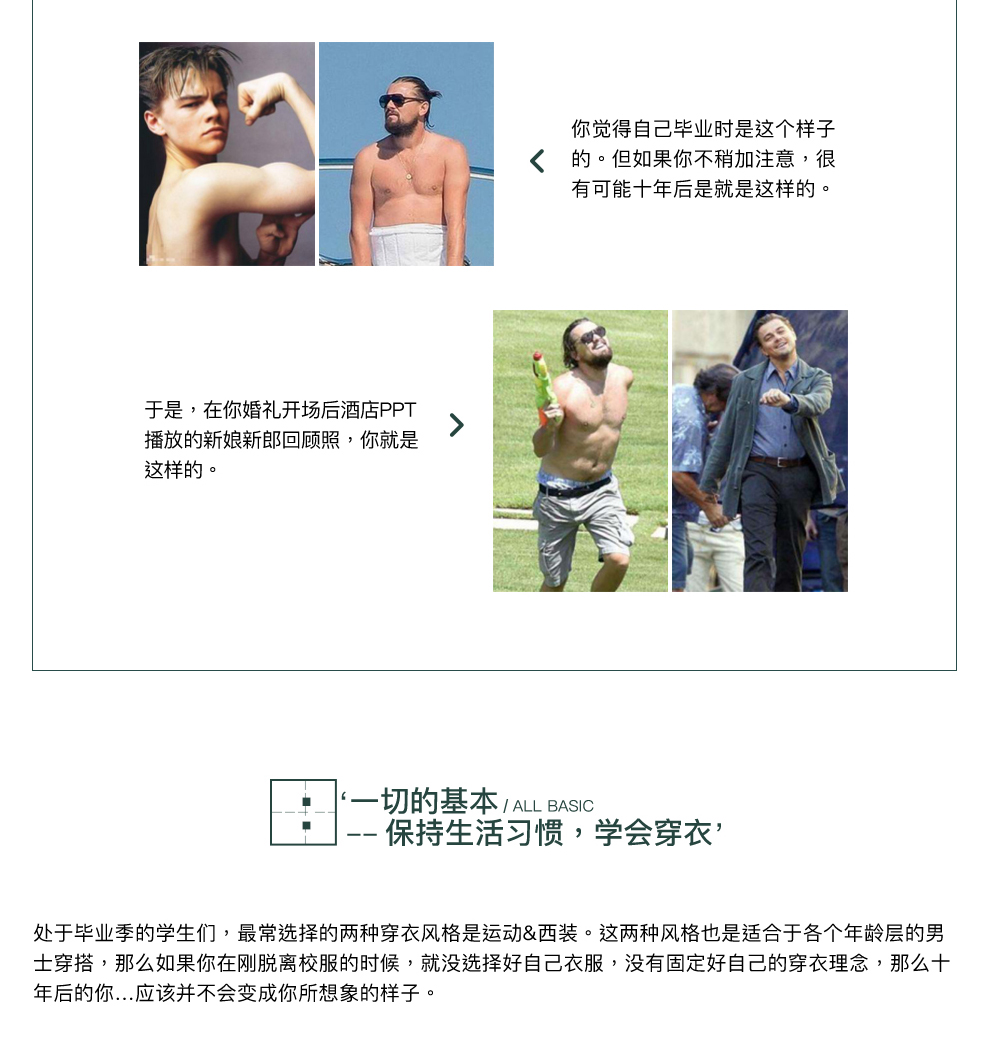 你觉得自己毕业时是这个样子
的。但如果你不稍加注意，很
有可能十年后是就是这样的。
于是，在你婚礼开场后酒店PPT
播放的新娘新郎回顾照，你就是
这样的。
‘一切的基本 / ALL BASIC
-- 保持生活习惯，学会穿衣’
处于毕业季的学生们，最常选择的两种穿衣风格是运动&西装。这两种风格也是适合于各个年龄层的男
士穿搭，那么如果你在刚脱离校服的时候，就没选择好自己衣服，没有固定好自己的穿衣理念，那么十
年后的你...应该并不会变成你所想象的样子。